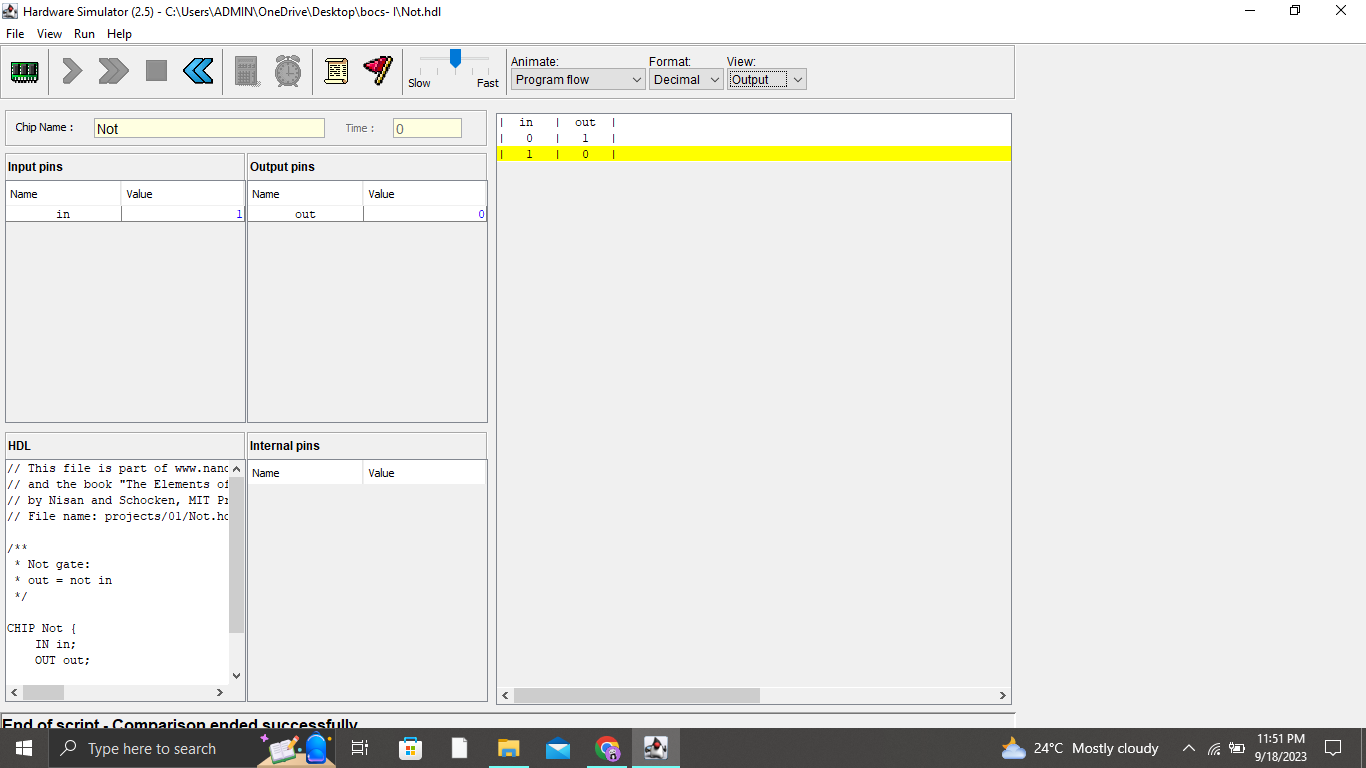 Hardware Simulator (2.5) - C:\Users\ADMIN\OneDrive\Desktop\bocs- I\Not.hdl
File View Run Help
Slow Fast
Animate: Format: View:
Program flow Decimal Output
Chip Name : Not Time : 0
Input pins Output pins
Name Value Name Value
in 1 out 0
| in | out |
| 0 | 1 |
| 1 | 0 |
HDL Internal pins
Name Value
// This file is part of www.nanc
// and the book "The Elements of
// by Nisan and Schocken, MIT Pr
// File name: projects/01/Not.hd
/**
* Not gate:
* out = not in
*/
CHIP Not {
IN in;
OUT out;
End of script - Comparison ended successfully
Type here to search
24°C Mostly cloudy
11:51 PM
9/18/2023